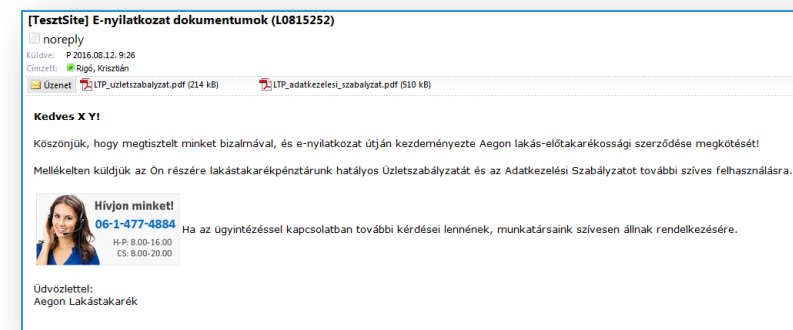 [TesztSite] E-nyilatkozat dokumentumok (L0815252)
noreply
Küldve: P 2016.08.12. 9:26
Címzett: Rigó, Krisztián
Üzenet LTP_uzletszabalyzat.pdf (214 kB) LTP_adatkezelesi_szabalyzat.pdf (510 kB)
Kedves X Y!
Köszönjük, hogy megtisztelt minket bizalmával, és e-nyilatkozat útján kezdeményezte Aegon lakás-előtakarékossági szerződése megkötését!
Mellékelten küldjük az Ön részére lakástakarékpénztárunk hatályos Üzletszabályzatát és az Adatkezelési Szabályzatot további szíves felhasználásra.
Hívjon minket!
06-1-477-4884
H-P: 8.00-16.00
CS: 8.00-20.00
Ha az ügyintézéssel kapcsolatban további kérdései lennének, munkatársaink szívesen állnak rendelkezésére.
Üdvözlettel:
Aegon Lakástakarék